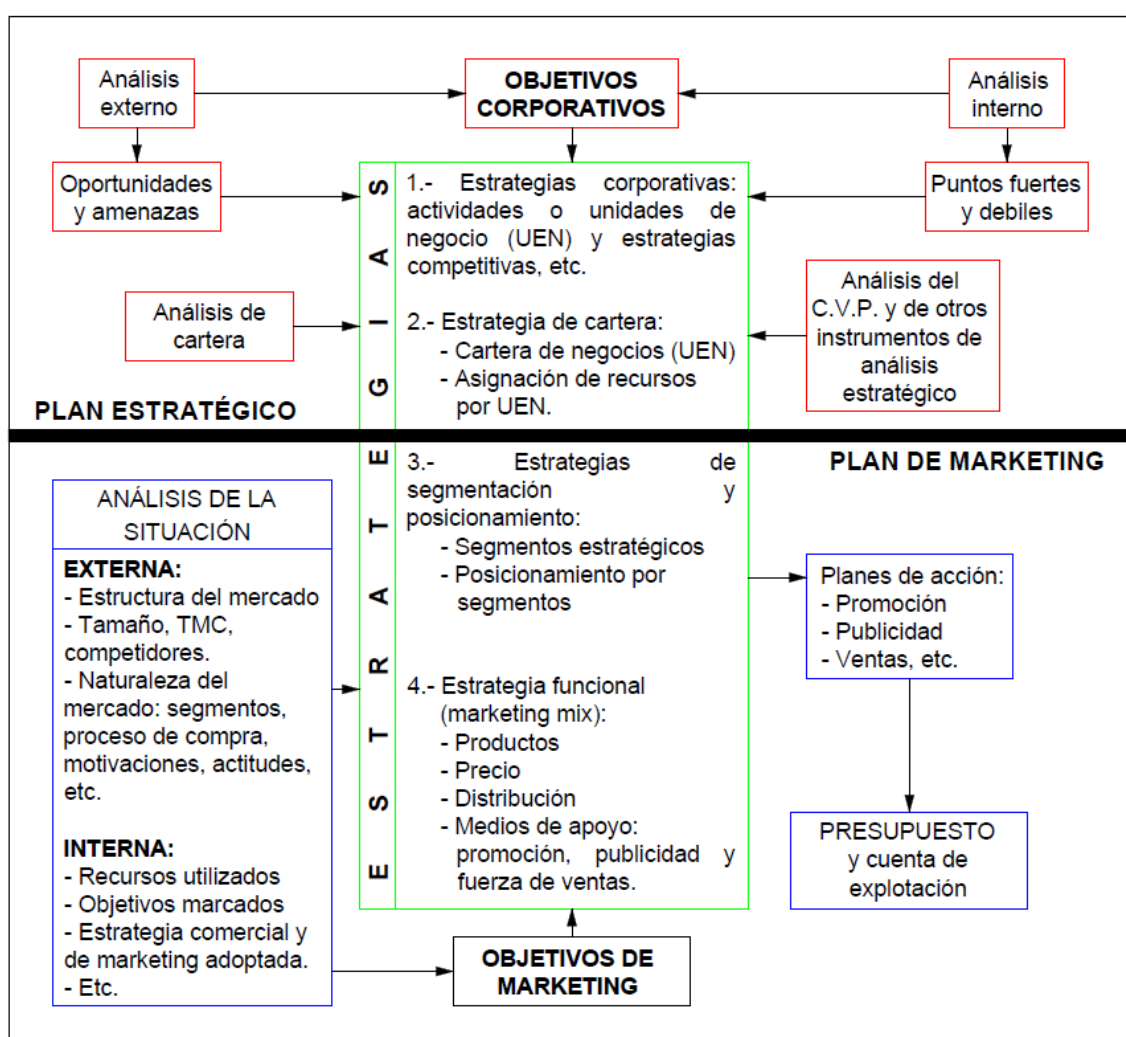 Análisis
externo
OBJETIVOS
CORPORATIVOS
Análisis
interno
Oportunidades
y amenazas
Puntos fuertes
y debiles
ESTRATEGIAS
1.- Estrategias corporativas:
actividades o unidades de
negocio (UEN) y estrategias
competitivas, etc.
Análisis de
cartera
2.- Estrategia de cartera:
- Cartera de negocios (UEN)
- Asignación de recursos
por UEN.
Análisis del
C.V.P. y de otros
instrumentos de
análisis
estratégico
PLAN ESTRATÉGICO
PLAN DE MARKETING
ANÁLISIS DE LA
SITUACIÓN
EXTERNA:
- Estructura del mercado
- Tamaño, TMC,
competidores.
- Naturaleza del
mercado: segmentos,
proceso de compra,
motivaciones, actitudes,
etc.
INTERNA:
- Recursos utilizados
- Objetivos marcados
- Estrategia comercial y
de marketing adoptada.
- Etc.
3.- Estrategias de
segmentación y
posicionamiento:
- Segmentos estratégicos
- Posicionamiento por
segmentos
4.- Estrategia funcional
(marketing mix):
- Productos
- Precio
- Distribución
- Medios de apoyo:
promoción, publicidad y
fuerza de ventas.
Planes de acción:
- Promoción
- Publicidad
- Ventas, etc.
PRESUPUESTO
y cuenta de
explotación
OBJETIVOS DE
MARKETING